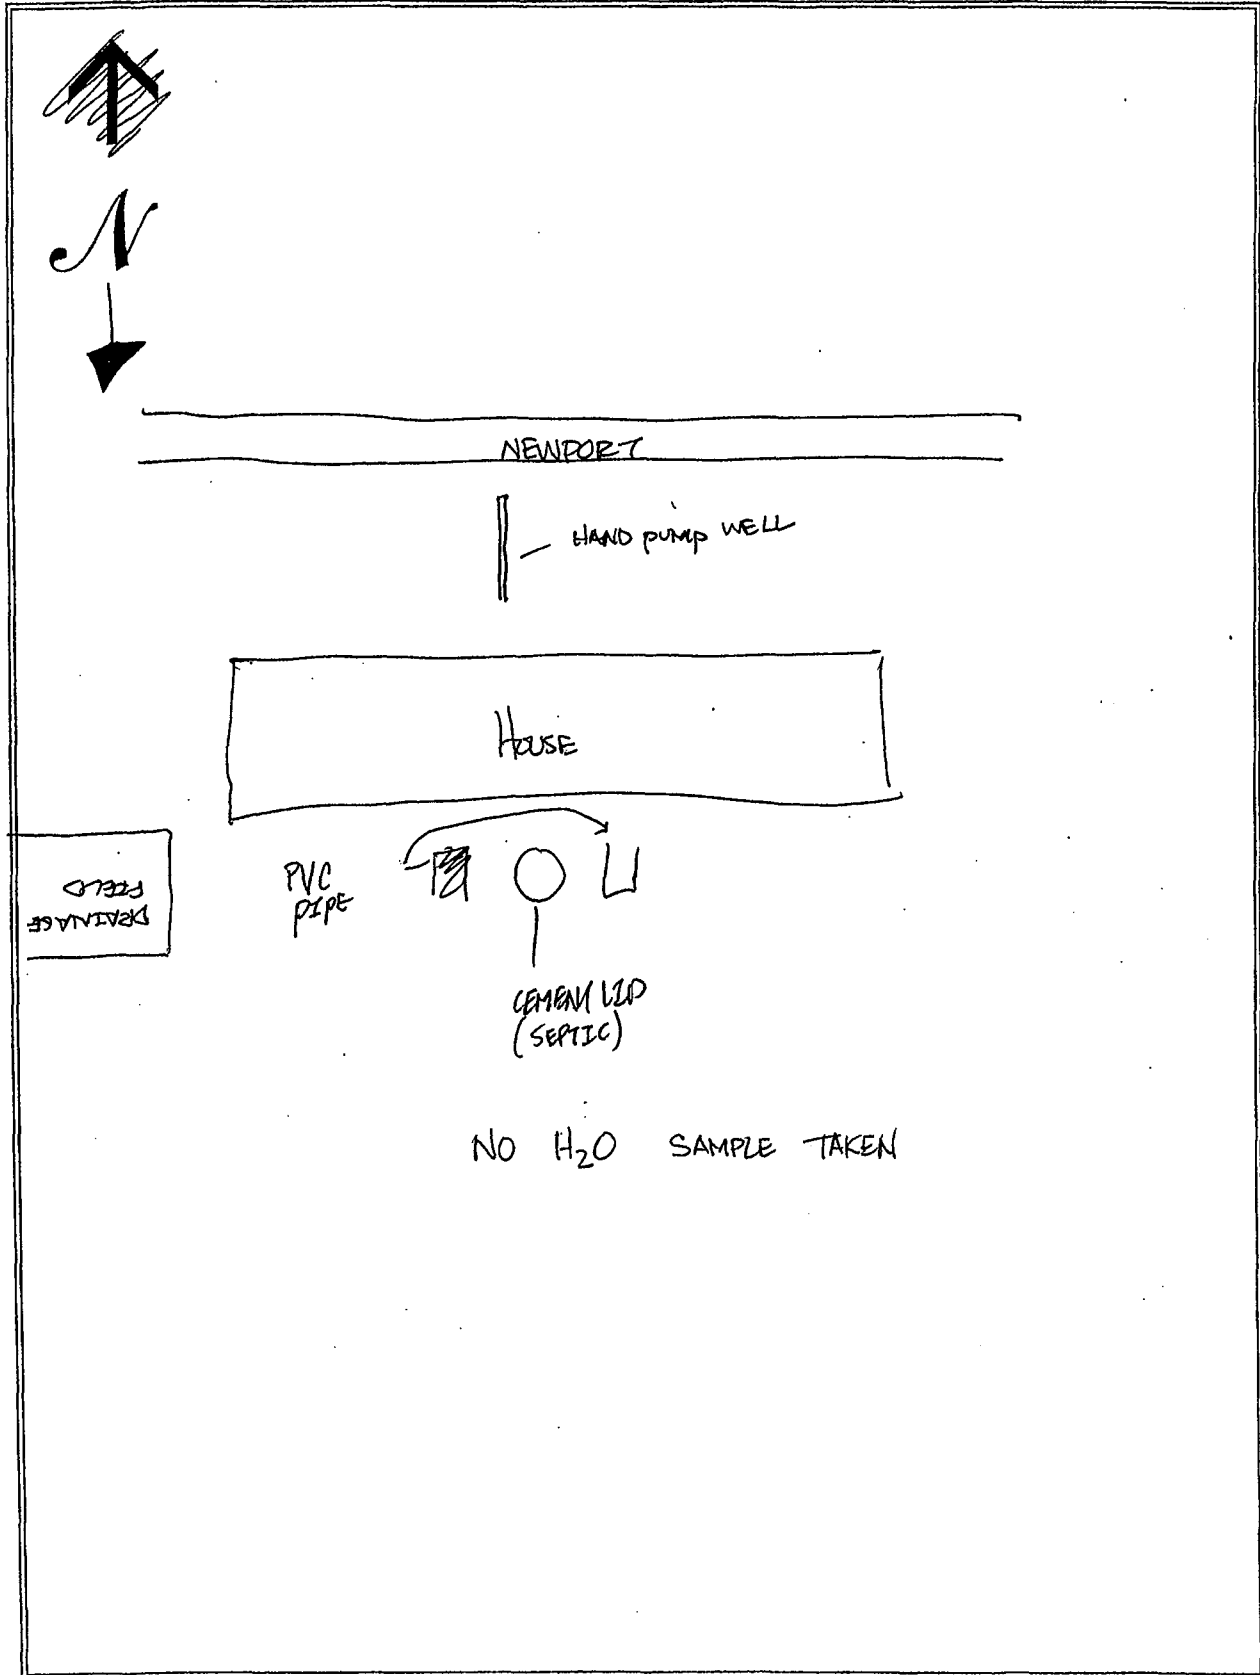 N
NEWPORT
HAND PUMP WELL
HOUSE
PVC
PIPE
DRAINAGE
FIELD
CEMENT LID
(SEPTIC)
NO H₂O SAMPLE TAKEN